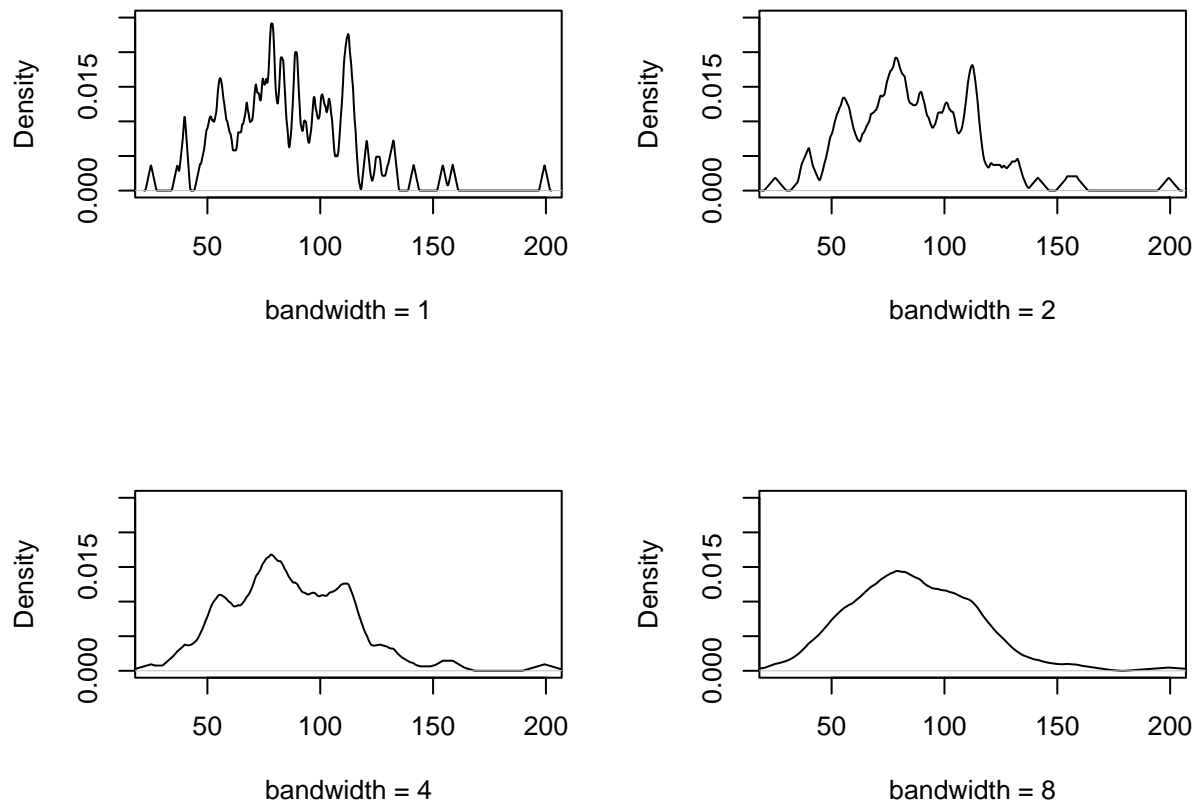 Density
0.000 0.015
50 100 150 200
bandwidth = 1
Density
0.000 0.015
50 100 150 200
bandwidth = 2
Density
0.000 0.015
50 100 150 200
bandwidth = 4
Density
0.000 0.015
50 100 150 200
bandwidth = 8